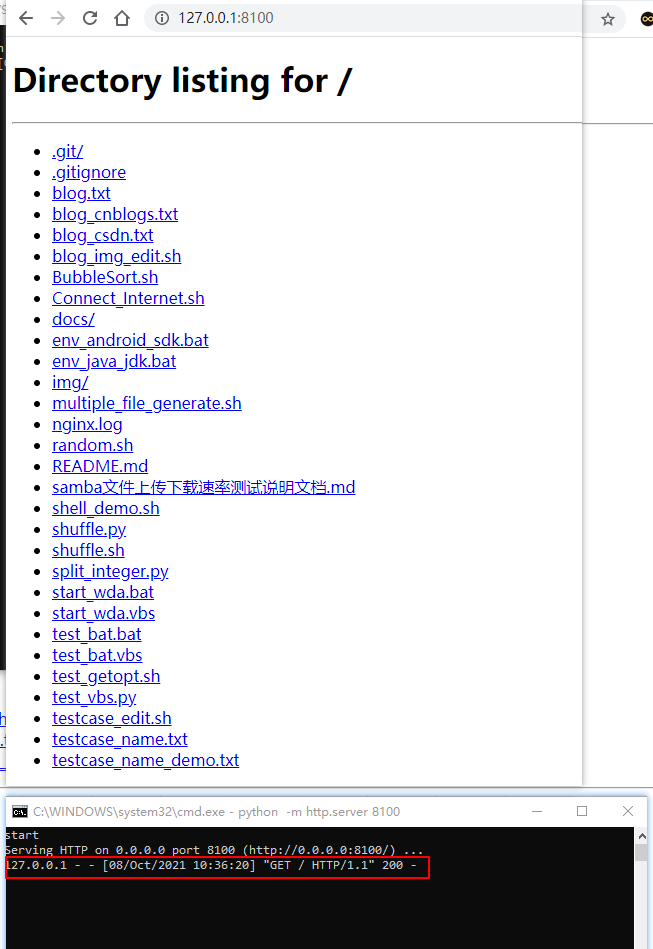 127.0.0.1:8100
Directory listing for /
.git/
.gitignore
blog.txt
blog_cnblogs.txt
blog_csdn.txt
blog_img_edit.sh
BubbleSort.sh
Connect_Internet.sh
docs/
env_android_sdk.bat
env_java_jdk.bat
img/
multiple_file_generate.sh
nginx.log
random.sh
README.md
samba文件上传下载速率测试说明文档.md
shell_demo.sh
shuffle.py
shuffle.sh
split_integer.py
start_wda.bat
start_wda.vbs
test_bat.bat
test_bat.vbs
test_getopt.sh
test_vbs.py
testcase_edit.sh
testcase_name.txt
testcase_name_demo.txt
C:\WINDOWS\system32\cmd.exe - python  -m http.server 8100
start
Serving HTTP on 0.0.0.0 port 8100 (http://0.0.0.0:8100/) ...
127.0.0.1 - - [08/Oct/2021 10:36:20] "GET / HTTP/1.1" 200 -